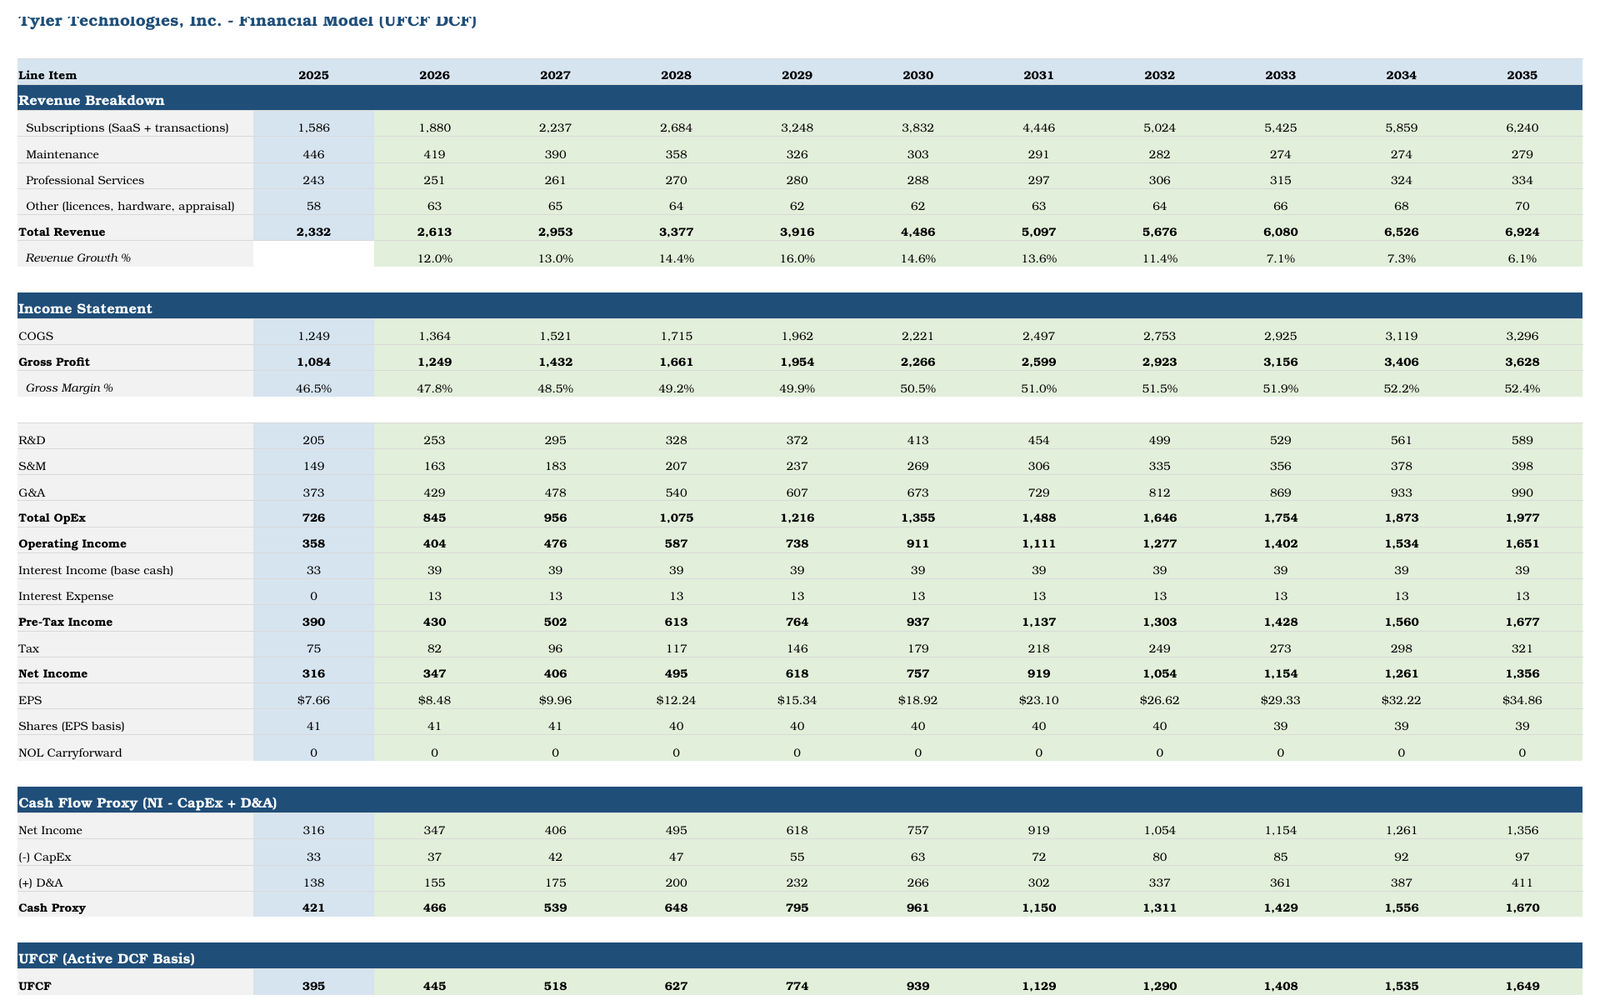 Tyler Technologies, Inc. - Financial Model (UFCF DCF)
Line Item 2025 2026 2027 2028 2029 2030 2031 2032 2033 2034 2035
Revenue Breakdown
Subscriptions (SaaS + transactions) 1,586 1,880 2,237 2,684 3,248 3,832 4,446 5,024 5,425 5,859 6,240
Maintenance 446 419 390 358 326 303 291 282 274 274 279
Professional Services 243 251 261 270 280 288 297 306 315 324 334
Other (licences, hardware, appraisal) 58 63 65 64 62 62 63 64 66 68 70
Total Revenue 2,332 2,613 2,953 3,377 3,916 4,486 5,097 5,676 6,080 6,526 6,924
Revenue Growth % 12.0% 13.0% 14.4% 16.0% 14.6% 13.6% 11.4% 7.1% 7.3% 6.1%
Income Statement
COGS 1,249 1,364 1,521 1,715 1,962 2,221 2,497 2,753 2,925 3,119 3,296
Gross Profit 1,084 1,249 1,432 1,661 1,954 2,266 2,599 2,923 3,156 3,406 3,628
Gross Margin % 46.5% 47.8% 48.5% 49.2% 49.9% 50.5% 51.0% 51.5% 51.9% 52.2% 52.4%
R&D 205 253 295 328 372 413 454 499 529 561 589
S&M 149 163 183 207 237 269 306 335 356 378 398
G&A 373 429 478 540 607 673 729 812 869 933 990
Total OpEx 726 845 956 1,075 1,216 1,355 1,488 1,646 1,754 1,873 1,977
Operating Income 358 404 476 587 738 911 1,111 1,277 1,402 1,534 1,651
Interest Income (base cash) 33 39 39 39 39 39 39 39 39 39 39
Interest Expense 0 13 13 13 13 13 13 13 13 13 13
Pre-Tax Income 390 430 502 613 764 937 1,137 1,303 1,428 1,560 1,677
Tax 75 82 96 117 146 179 218 249 273 298 321
Net Income 316 347 406 495 618 757 919 1,054 1,154 1,261 1,356
EPS $7.66 $8.48 $9.96 $12.24 $15.34 $18.92 $23.10 $26.62 $29.33 $32.22 $34.86
Shares (EPS basis) 41 41 41 40 40 40 40 40 39 39 39
NOL Carryforward 0 0 0 0 0 0 0 0 0 0 0
Cash Flow Proxy (NI - CapEx + D&A)
Net Income 316 347 406 495 618 757 919 1,054 1,154 1,261 1,356
(-) CapEx 33 37 42 47 55 63 72 80 85 92 97
(+) D&A 138 155 175 200 232 266 302 337 361 387 411
Cash Proxy 421 466 539 648 795 961 1,150 1,311 1,429 1,556 1,670
UFCF (Active DCF Basis)
UFCF 395 445 518 627 774 939 1,129 1,290 1,408 1,535 1,649